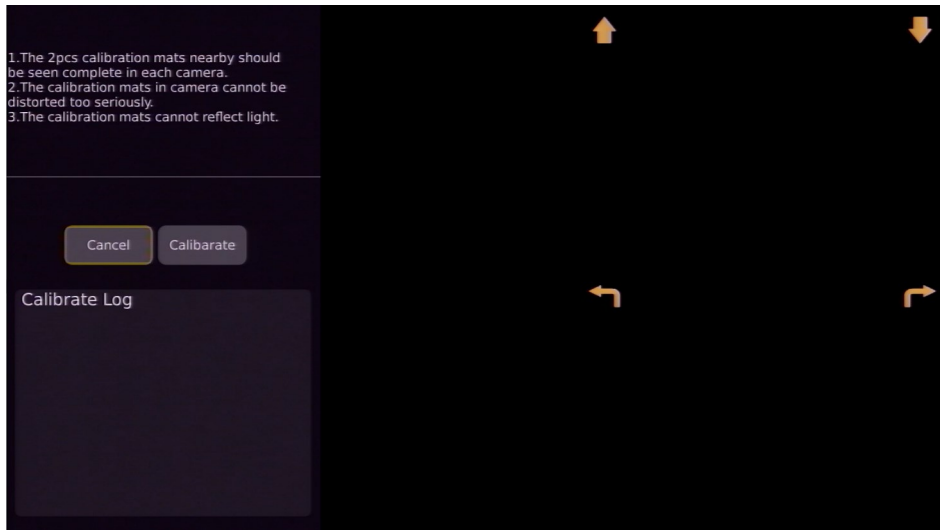 1.The 2pcs calibration mats nearby should
be seen complete in each camera.
2.The calibration mats in camera cannot be
distorted too seriously.
3.The calibration mats cannot reflect light.
Cancel
Calibarate
Calibrate Log